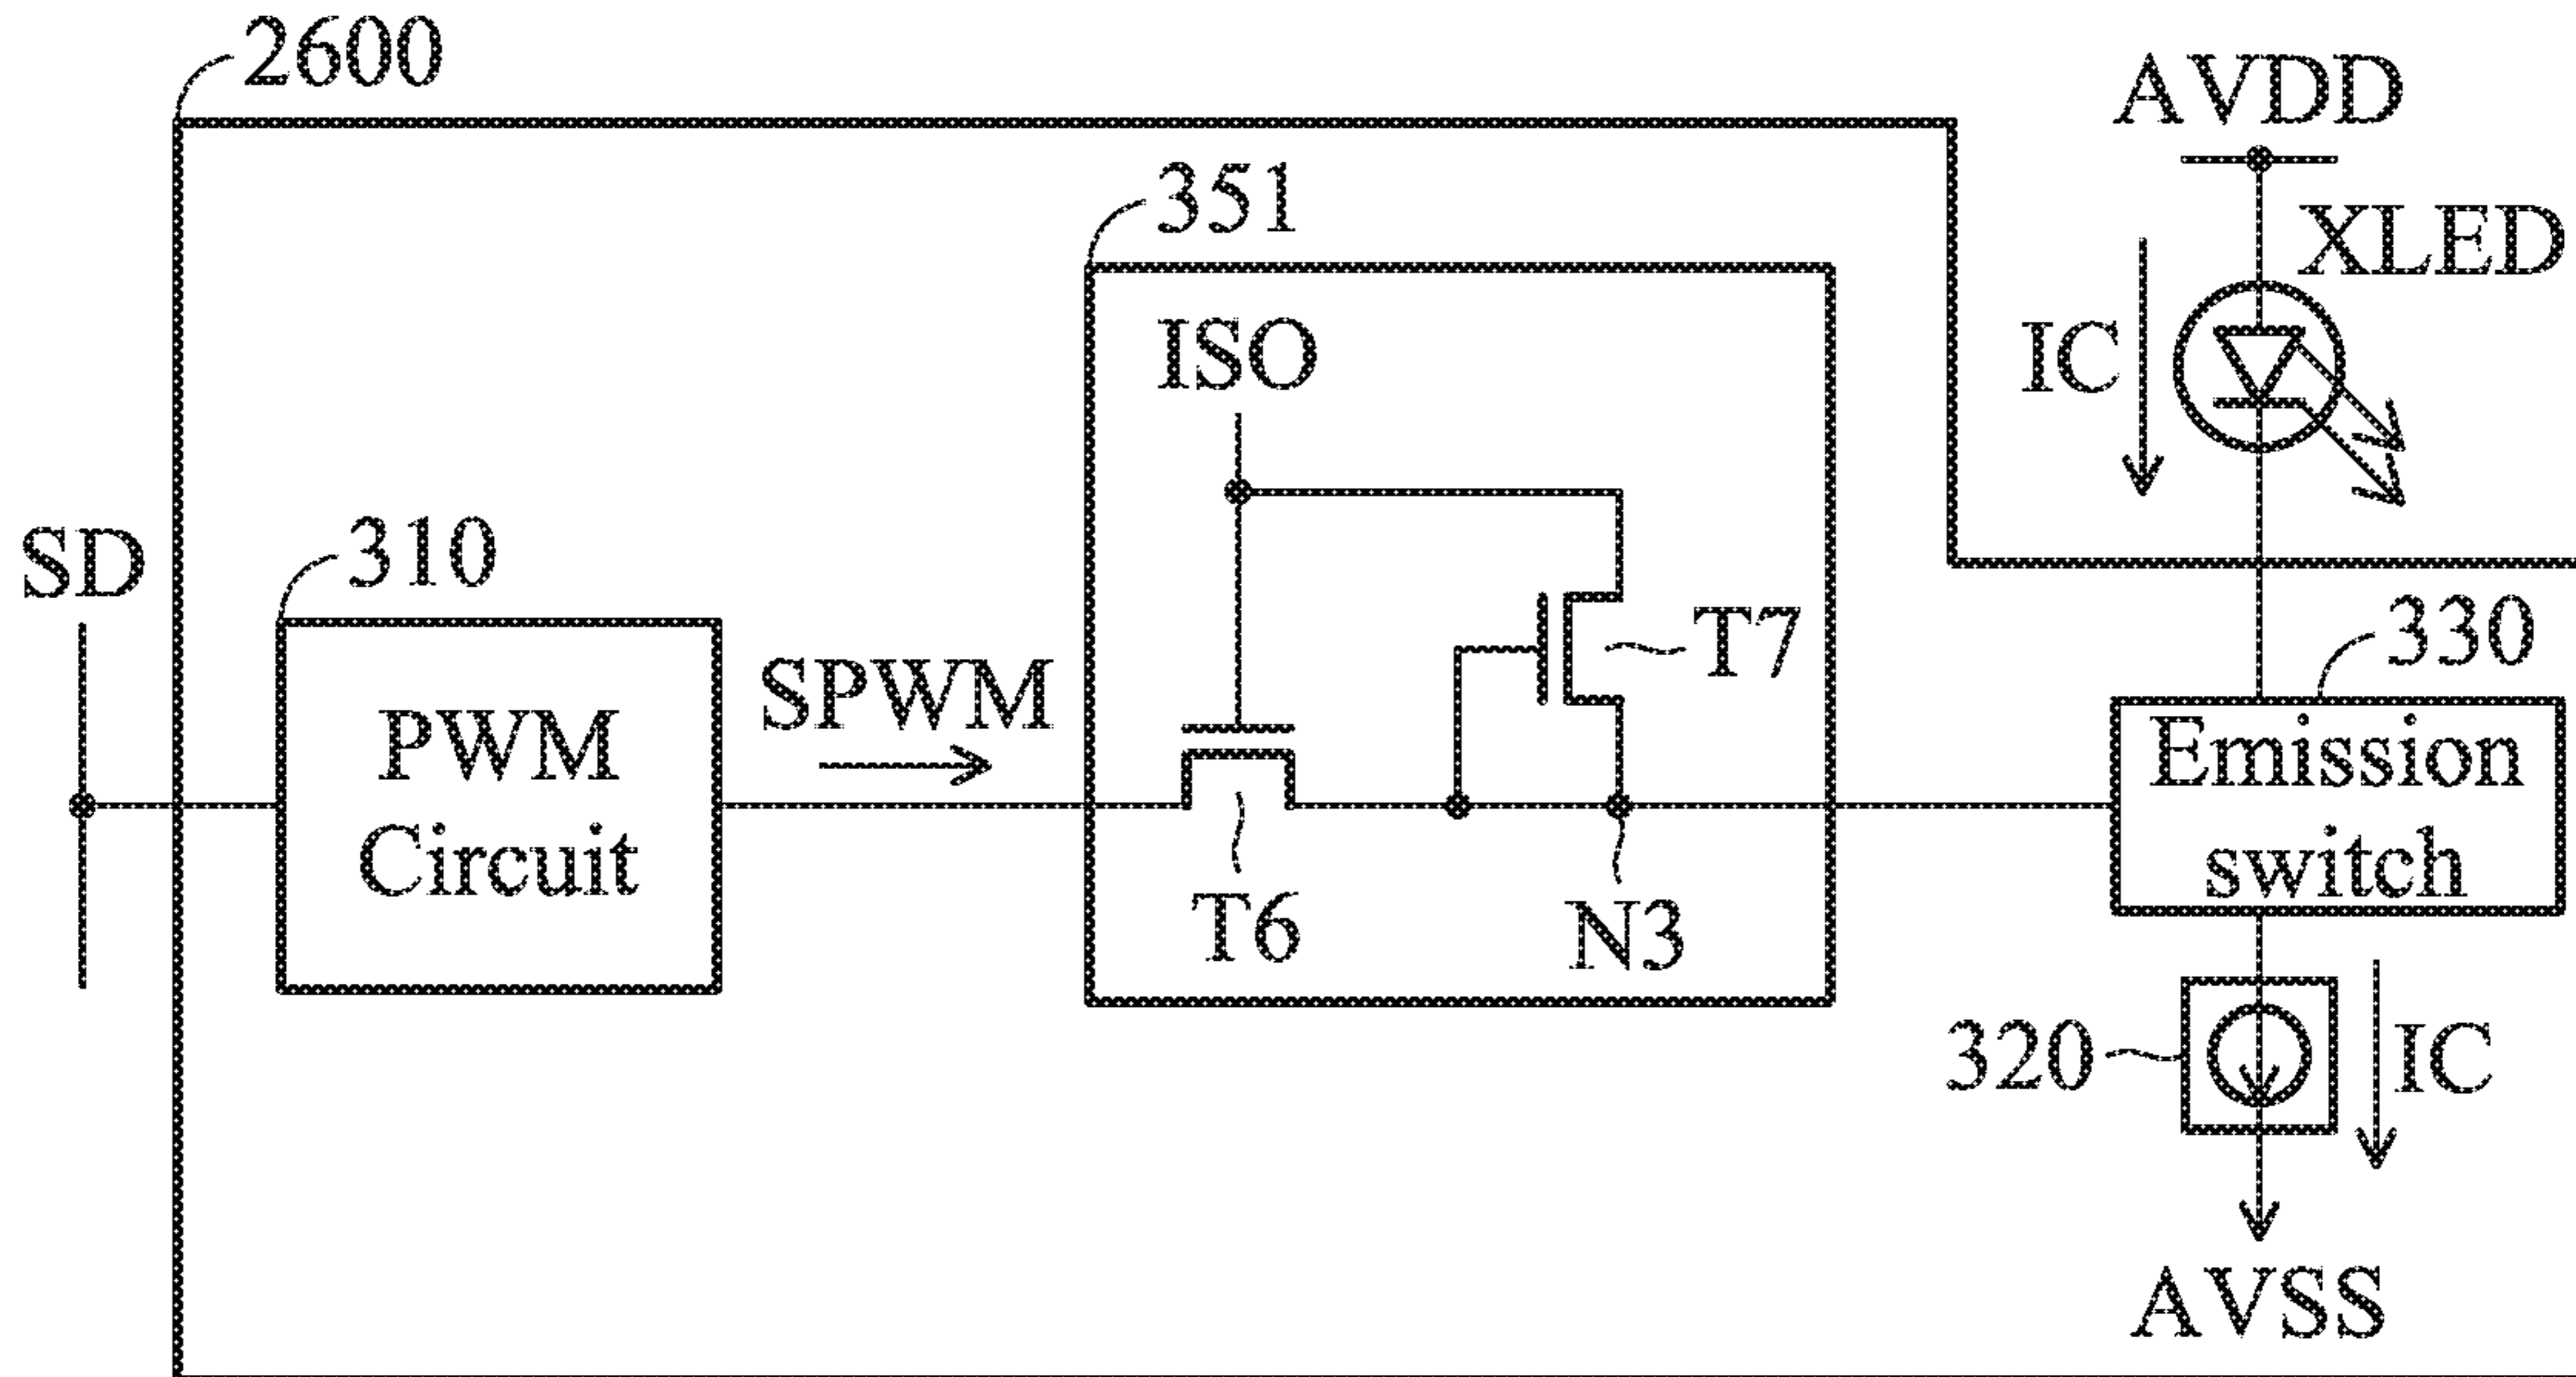 2600
AVDD
351
XLED
ISO
IC
SD
310
T7
330
SPWM
PWM
Circuit
Emission
switch
T6
N3
320
IC
AVSS